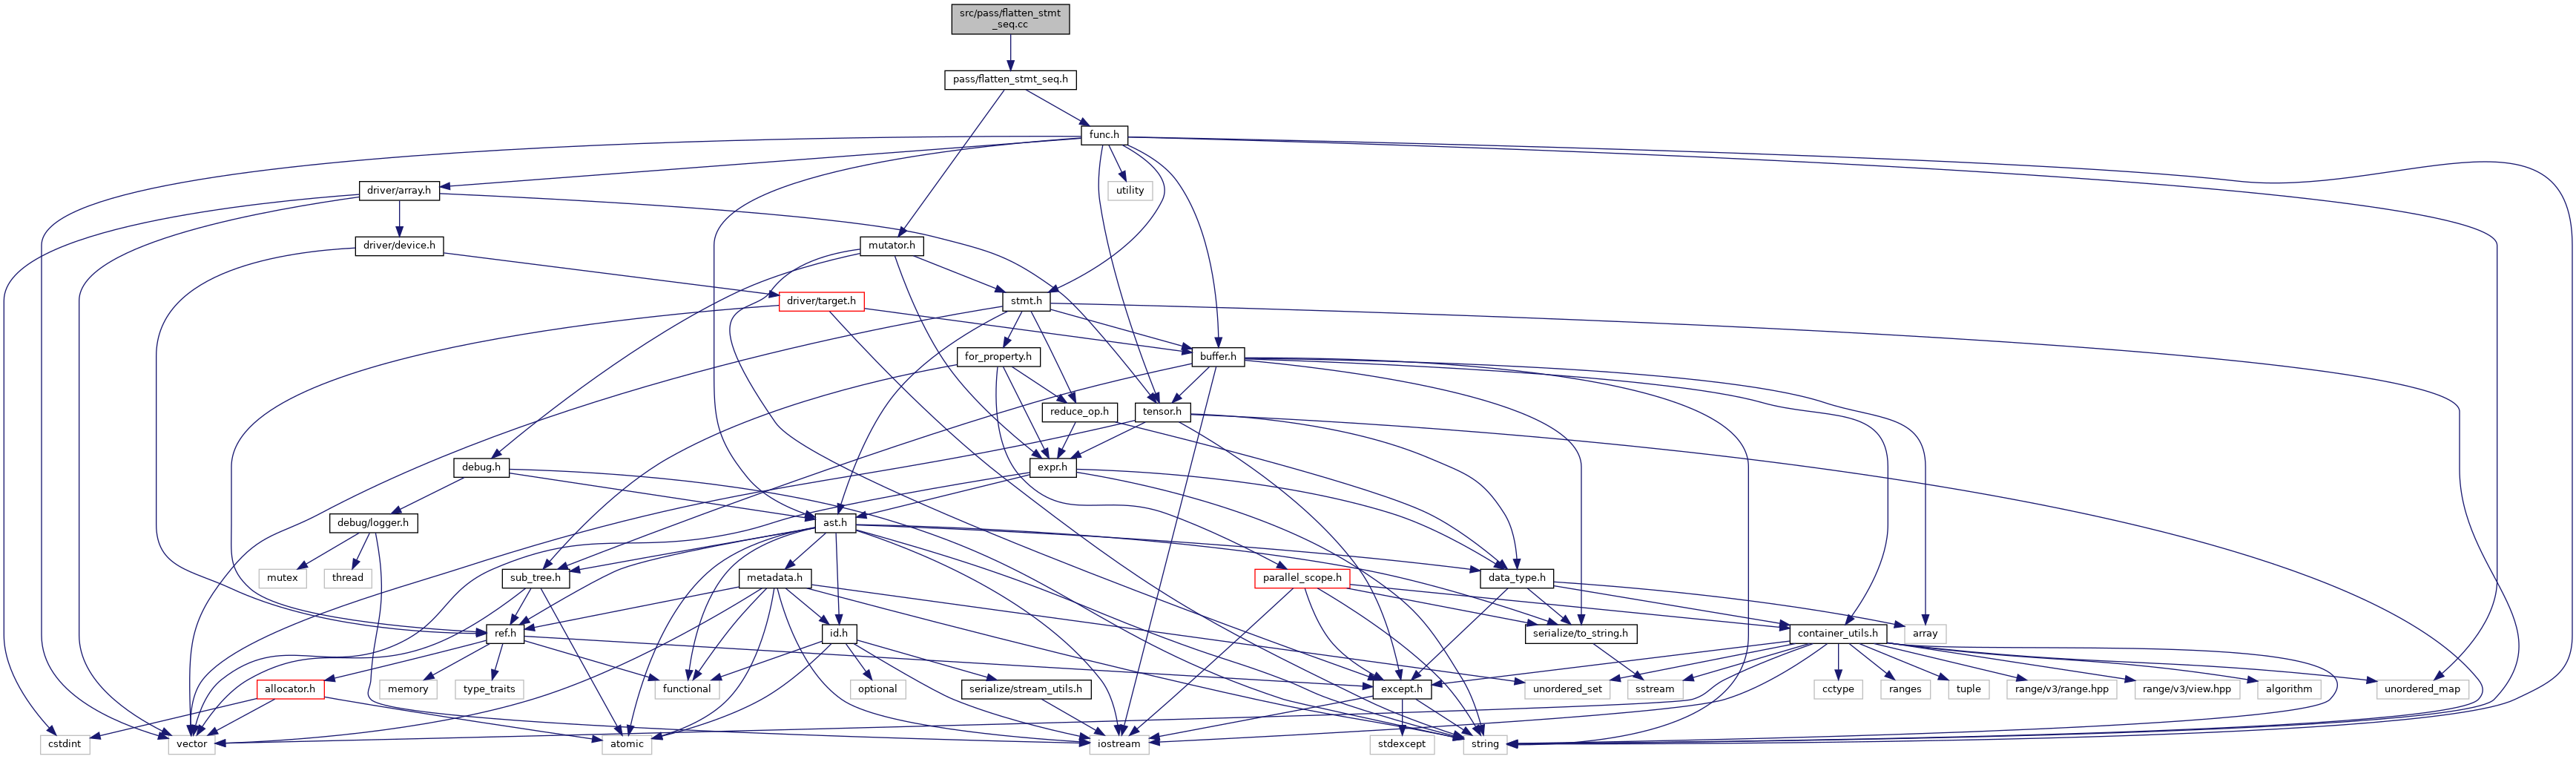 src/pass/flatten_stmt
_seq.cc
pass/flatten_stmt_seq.h
func.h
driver/array.h
utility
driver/device.h
mutator.h
driver/target.h
stmt.h
for_property.h
buffer.h
reduce_op.h
tensor.h
debug.h
expr.h
debug/logger.h
ast.h
mutex
thread
sub_tree.h
metadata.h
parallel_scope.h
data_type.h
ref.h
id.h
serialize/to_string.h
container_utils.h
array
allocator.h
memory
type_traits
functional
optional
serialize/stream_utils.h
except.h
unordered_set
sstream
cctype
ranges
tuple
range/v3/range.hpp
range/v3/view.hpp
algorithm
unordered_map
cstdint
vector
atomic
iostream
stdexcept
string